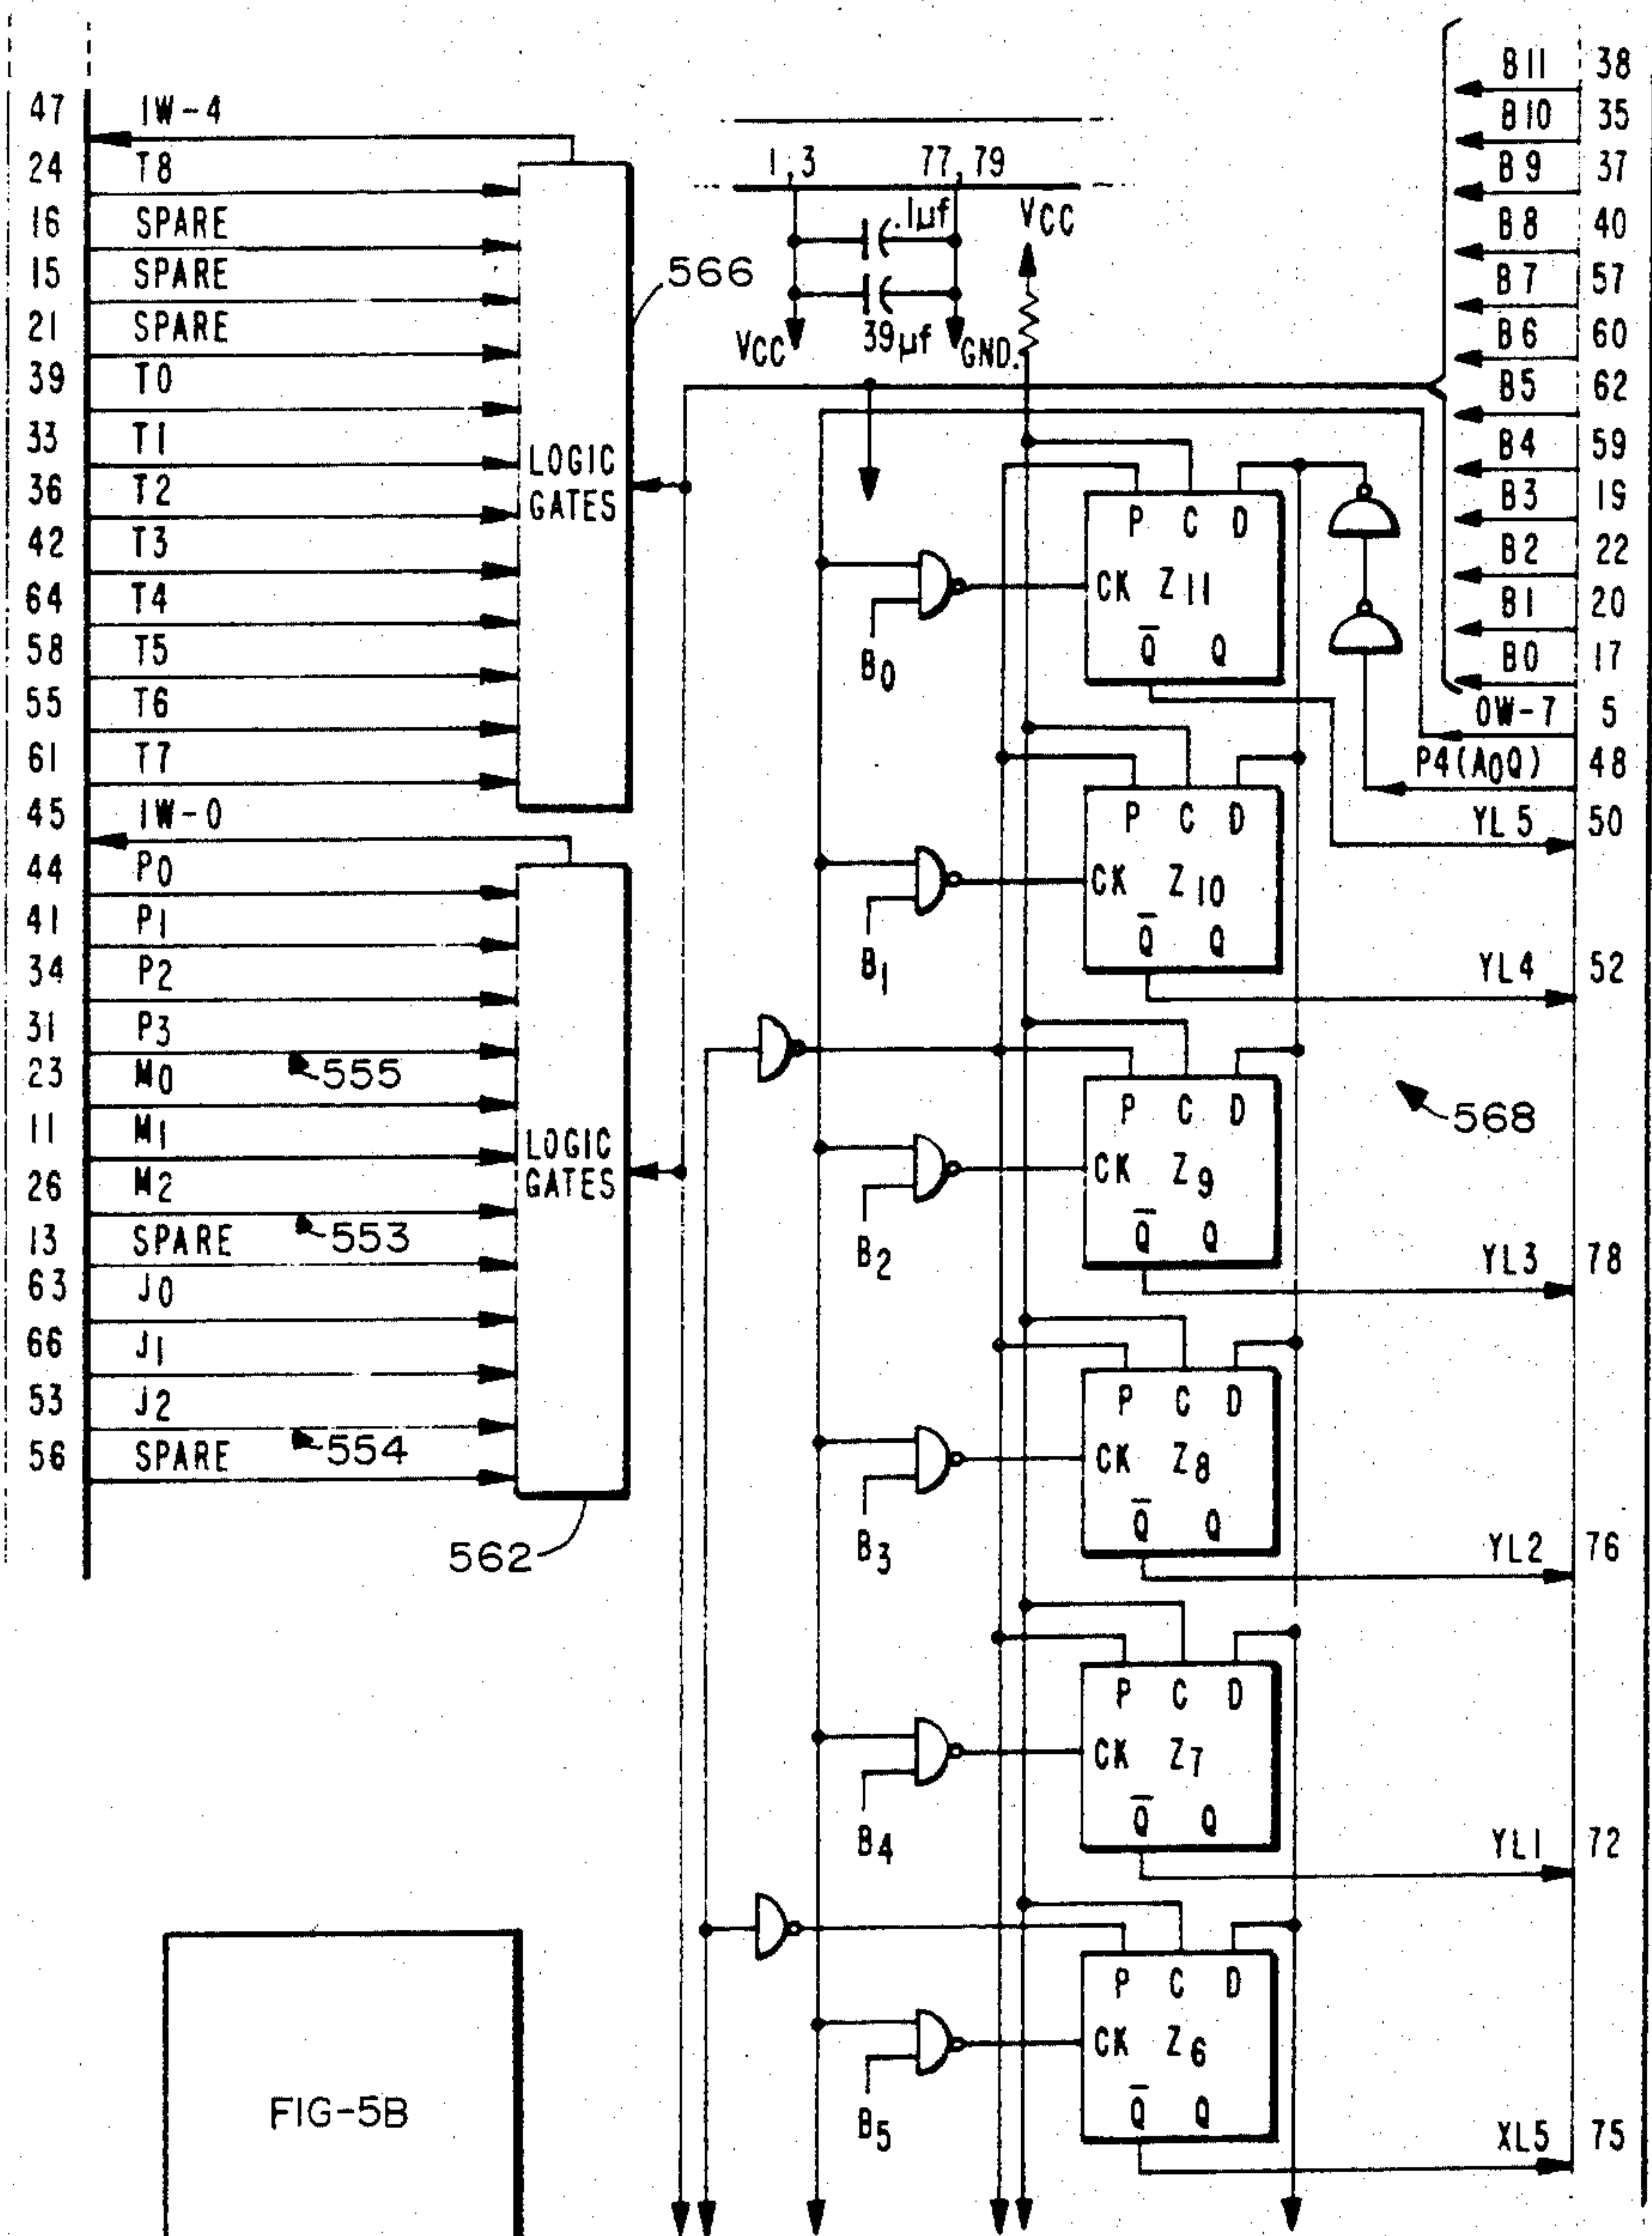 47 IW-4
24 T8
16 SPARE
15 SPARE
21 SPARE
39 T0
33 T1
36 T2
42 T3
64 T4
58 T5
55 T6
61 T7
45 IW-0
44 P0
41 P1
34 P2
31 P3
555
23 M0
11 M1
26 M2
553
13 SPARE
63 J0
66 J1
53 J2
554
56 SPARE
LOGIC
GATES
566
LOGIC
GATES
562
1,3 77,79
.1µf
39µf
VCC
GND.
VCC
P C D
CK Z11
Q̅ Q
B0
P C D
CK Z10
Q̅ Q
B1
P C D
CK Z9
Q̅ Q
B2
P C D
CK Z8
Q̅ Q
B3
P C D
CK Z7
Q̅ Q
B4
P C D
CK Z6
Q̅ Q
B5
568
B11 38
B10 35
B9 37
B8 40
B7 57
B6 60
B5 62
B4 59
B3 19
B2 22
B1 20
B0 17
OW-7 5
P4(A0Q) 48
YL5 50
YL4 52
YL3 78
YL2 76
YL1 72
XL5 75
FIG-5B